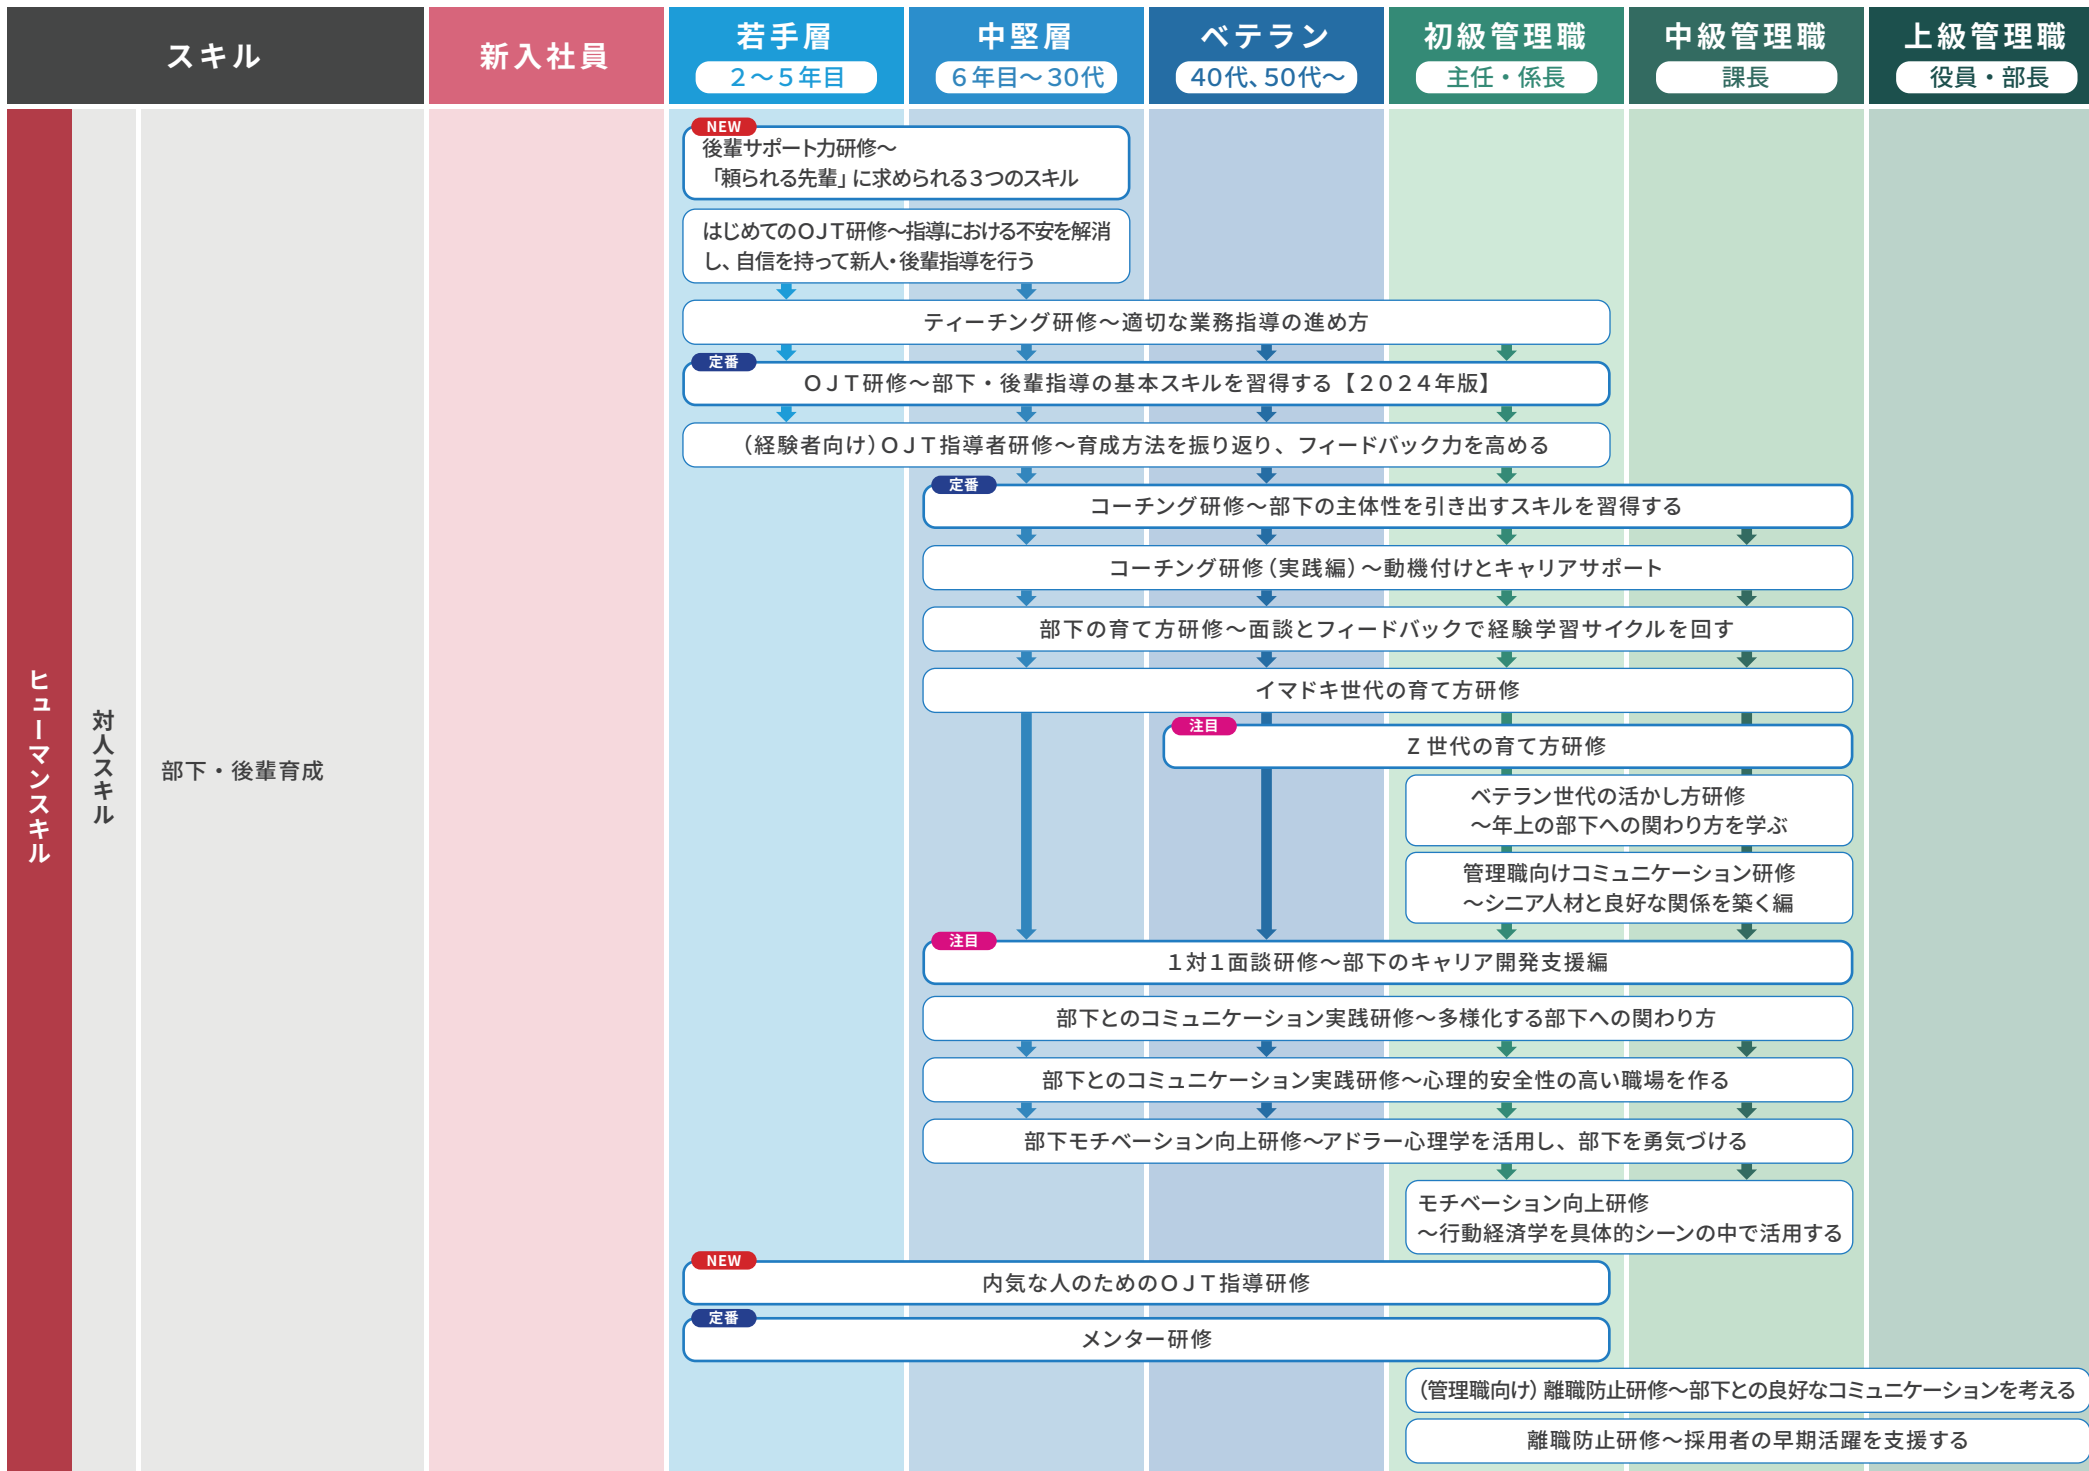 スキル
新入社員
若手層
２～５年目
中堅層
６年目～30代
ベテラン
40代、50代～
初級管理職
主任・係長
中級管理職
課長
上級管理職
役員・部長
ヒューマンスキル
対人スキル
部下・後輩育成
NEW
後輩サポート力研修～
「頼られる先輩」に求められる３つのスキル
はじめてのＯＪＴ研修～指導における不安を解消
し、自信を持って新人・後輩指導を行う
ティーチング研修～適切な業務指導の進め方
定番
ＯＪＴ研修～部下・後輩指導の基本スキルを習得する【２０２４年版】
（経験者向け）ＯＪＴ指導者研修～育成方法を振り返り、フィードバック力を高める
定番
コーチング研修～部下の主体性を引き出すスキルを習得する
コーチング研修（実践編）～動機付けとキャリアサポート
部下の育て方研修～面談とフィードバックで経験学習サイクルを回す
イマドキ世代の育て方研修
注目
Z 世代の育て方研修
ベテラン世代の活かし方研修
～年上の部下への関わり方を学ぶ
管理職向けコミュニケーション研修
～シニア人材と良好な関係を築く編
注目
１対１面談研修～部下のキャリア開発支援編
部下とのコミュニケーション実践研修～多様化する部下への関わり方
部下とのコミュニケーション実践研修～心理的安全性の高い職場を作る
部下モチベーション向上研修～アドラー心理学を活用し、部下を勇気づける
モチベーション向上研修
～行動経済学を具体的シーンの中で活用する
NEW
内気な人のためのＯＪＴ指導研修
定番
メンター研修
（管理職向け）離職防止研修～部下との良好なコミュニケーションを考える
離職防止研修～採用者の早期活躍を支援する